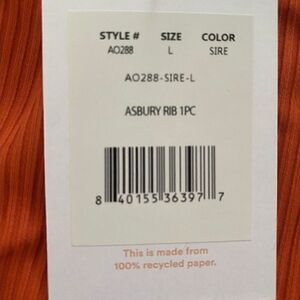 STYLE # SIZE COLOR
AO288 L SIRE
AO288-SIRE-L
ASBURY RIB 1PC
8 40155 36397 7
This is made from
100% recycled paper.